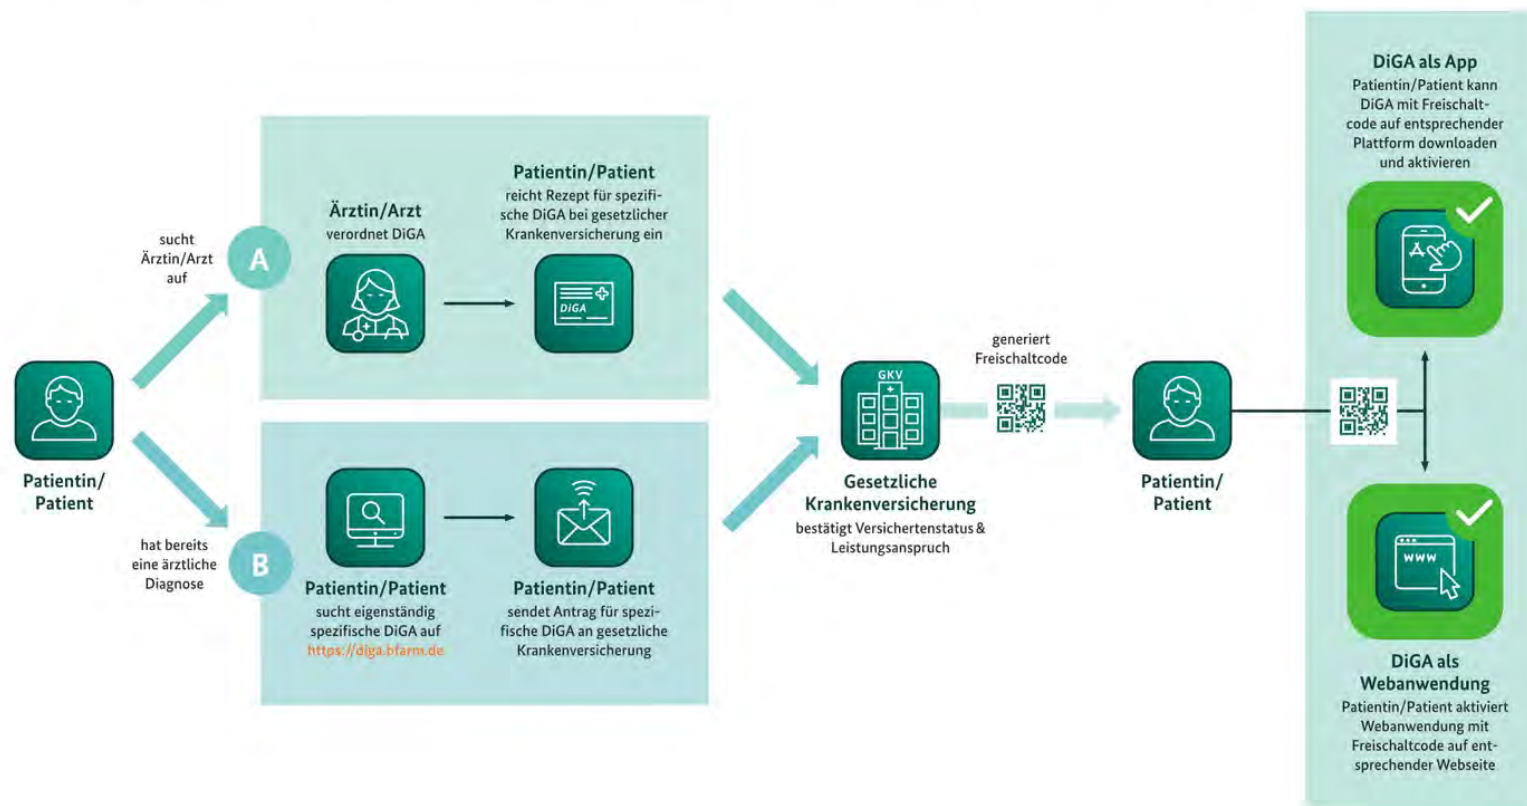 sucht
Ärztin/Arzt
auf
A
Ärztin/Arzt
verordnet DiGA
Patientin/Patient
reicht Rezept für spezifi-
sche DiGA bei gesetzlicher
Krankenversicherung ein
DiGA
Patientin/
Patient
hat bereits
eine ärztliche
Diagnose
B
Patientin/Patient
sucht eigenständig
spezifische DiGA auf
https://diga.bfarm.de
Patientin/Patient
sendet Antrag für spezi-
fische DiGA an gesetzliche
Krankenversicherung
GKV
Gesetzliche
Krankenversicherung
bestätigt Versichertenstatus &
Leistungsanspruch
generiert
Freischaltcode
Patientin/
Patient
DiGA als App
Patientin/Patient kann
DiGA mit Freischalt-
code auf entsprechender
Plattform downloaden
und aktivieren
www
DiGA als
Webanwendung
Patientin/Patient aktiviert
Webanwendung mit
Freischaltcode auf ent-
sprechender Webseite